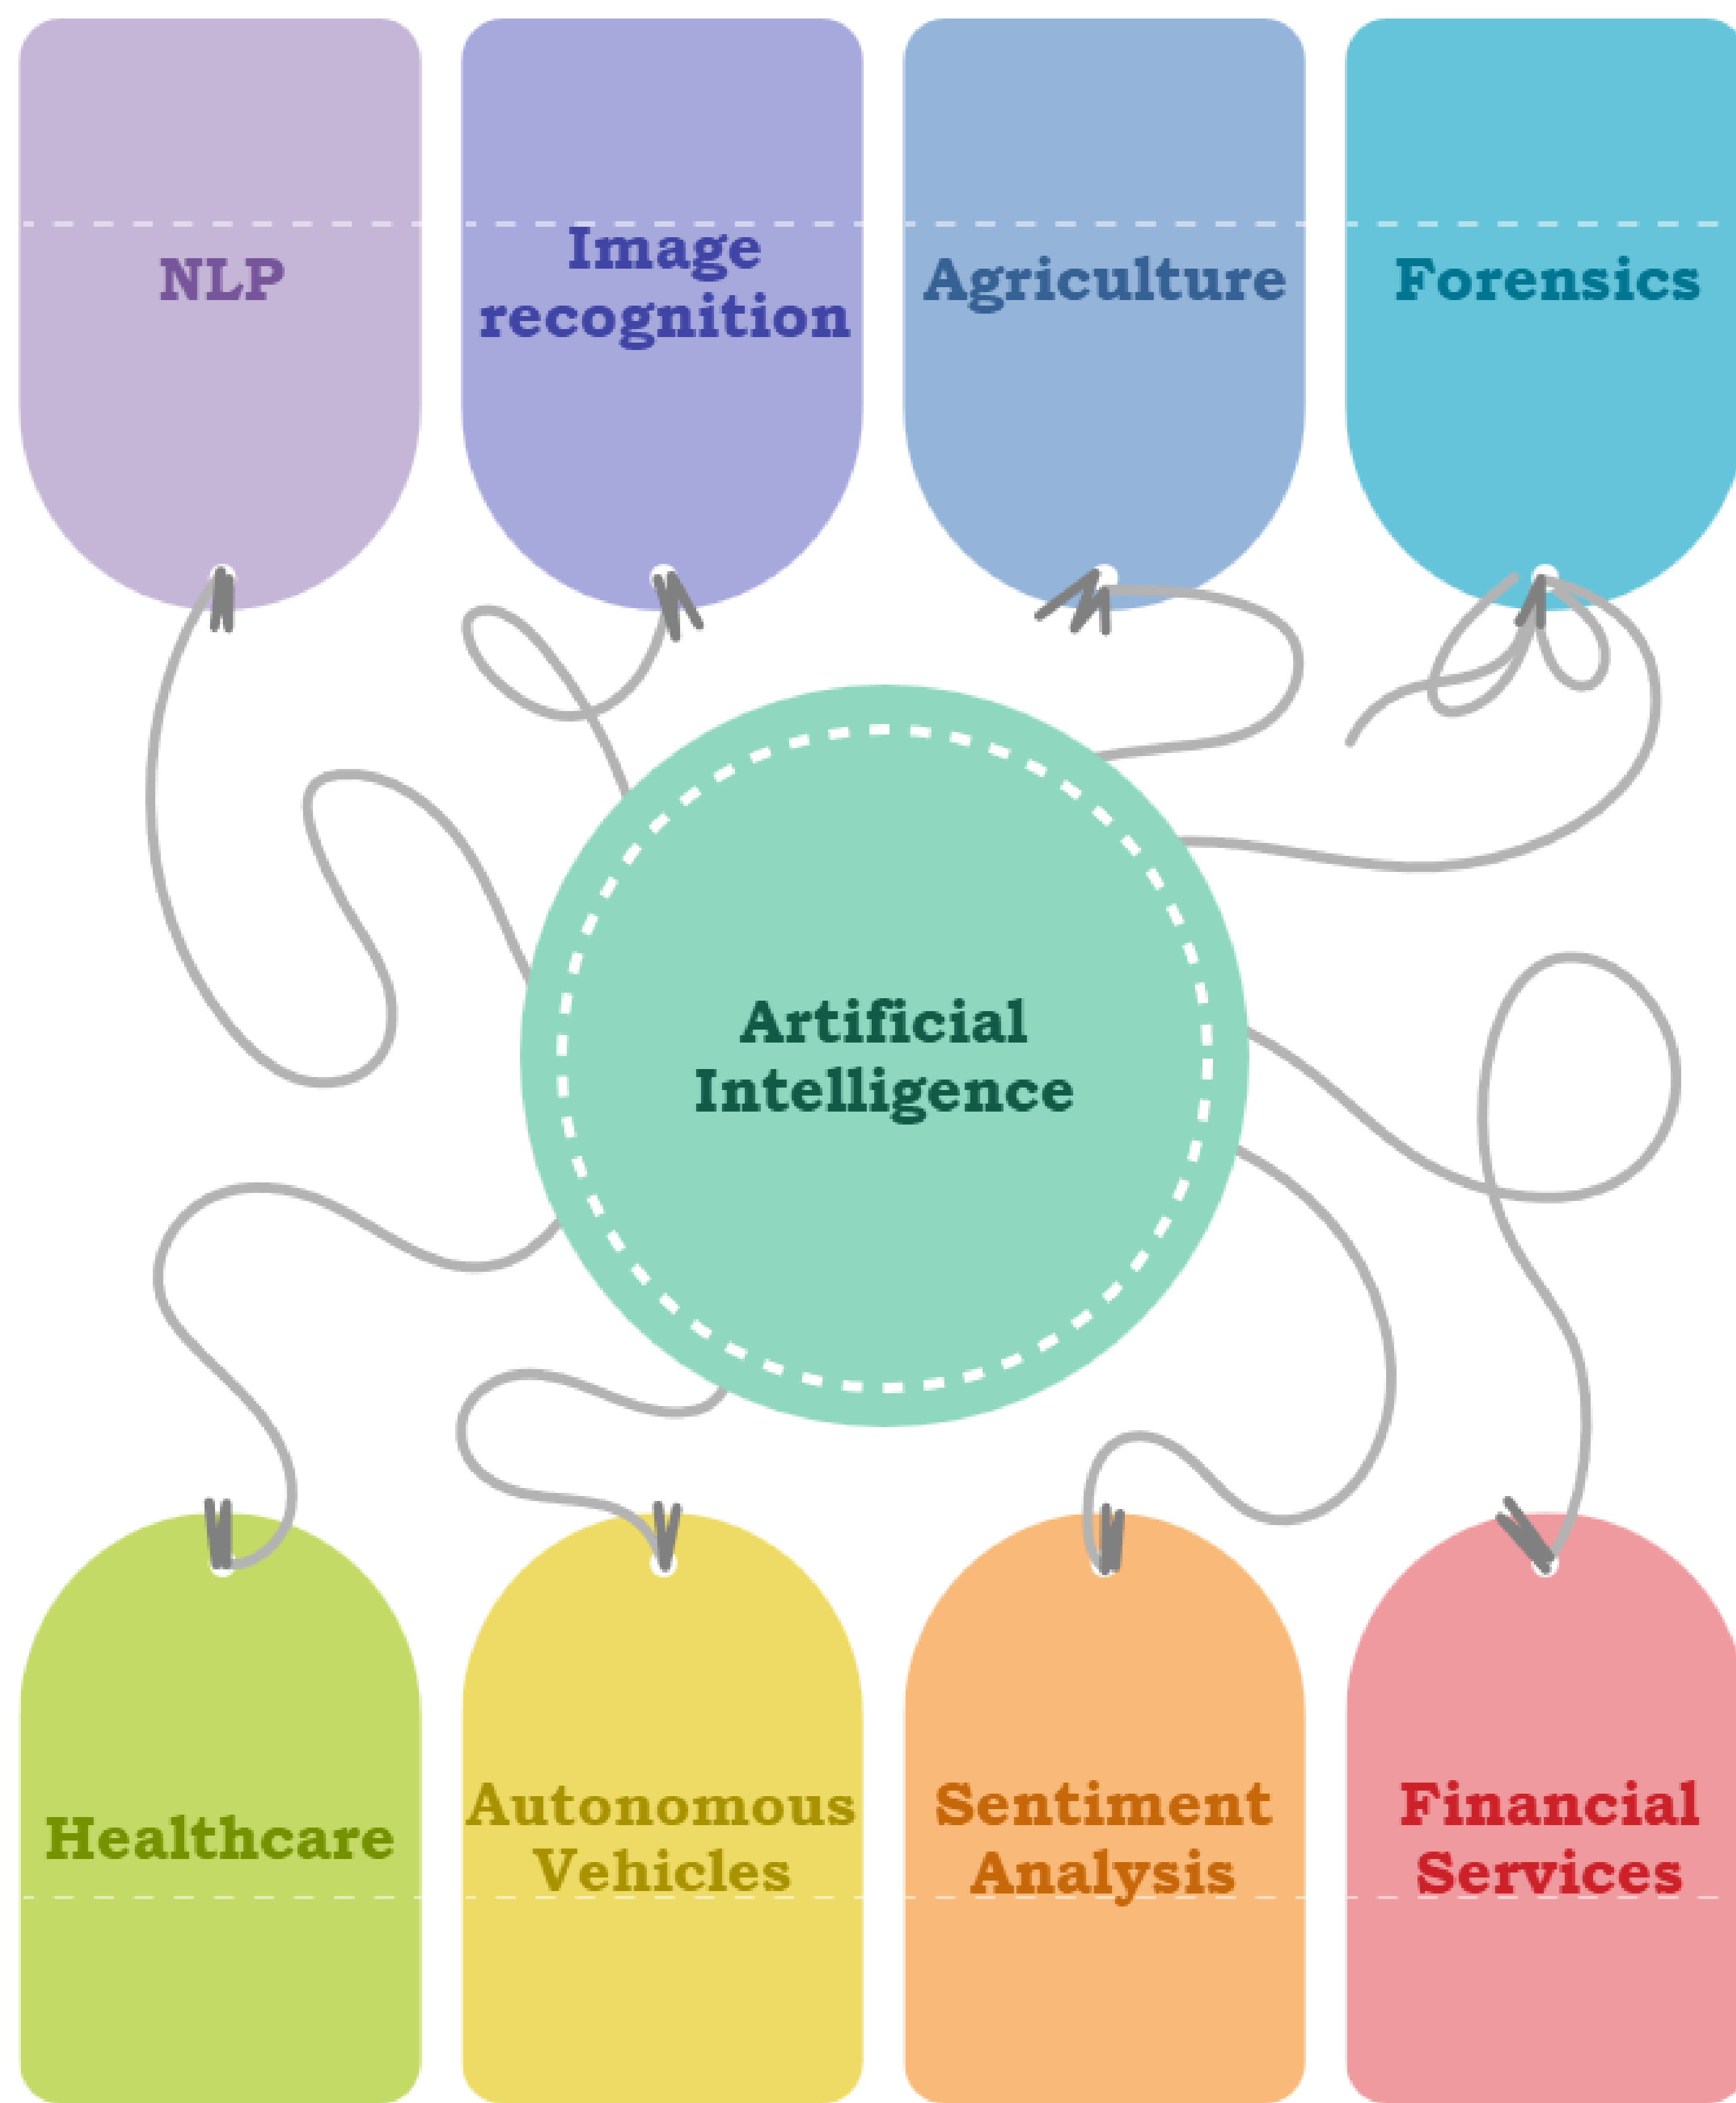 NLP
Image
recognition
Agriculture
Forensics
Artificial
Intelligence
Healthcare
Autonomous
Vehicles
Sentiment
Analysis
Financial
Services